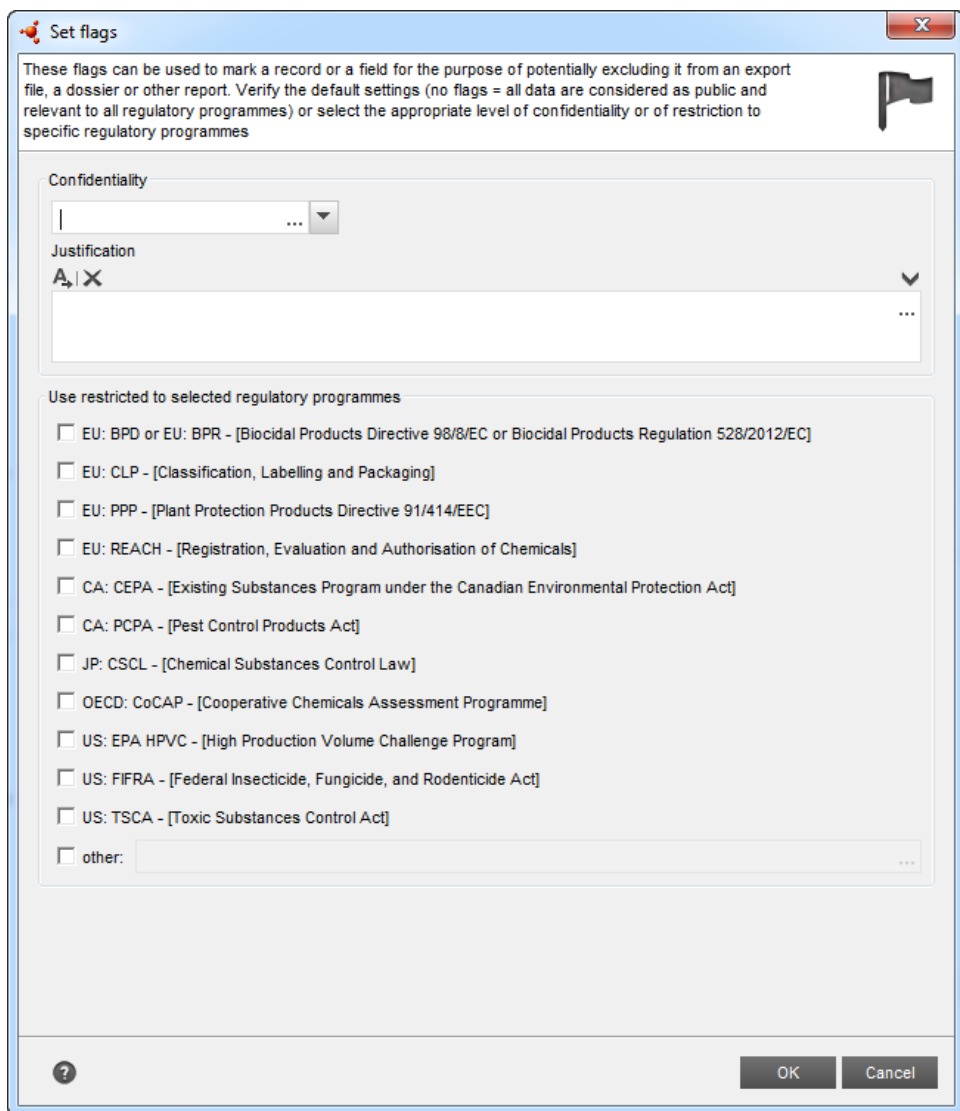 Set flags
These flags can be used to mark a record or a field for the purpose of potentially excluding it from an export
file, a dossier or other report. Verify the default settings (no flags = all data are considered as public and
relevant to all regulatory programmes) or select the appropriate level of confidentiality or of restriction to
specific regulatory programmes
Confidentiality
...
Justification
...
Use restricted to selected regulatory programmes
EU: BPD or EU: BPR - [Biocidal Products Directive 98/8/EC or Biocidal Products Regulation 528/2012/EC]
EU: CLP - [Classification, Labelling and Packaging]
EU: PPP - [Plant Protection Products Directive 91/414/EEC]
EU: REACH - [Registration, Evaluation and Authorisation of Chemicals]
CA: CEPA - [Existing Substances Program under the Canadian Environmental Protection Act]
CA: PCPA - [Pest Control Products Act]
JP: CSCL - [Chemical Substances Control Law]
OECD: CoCAP - [Cooperative Chemicals Assessment Programme]
US: EPA HPVC - [High Production Volume Challenge Program]
US: FIFRA - [Federal Insecticide, Fungicide, and Rodenticide Act]
US: TSCA - [Toxic Substances Control Act]
other: ...
? OK Cancel